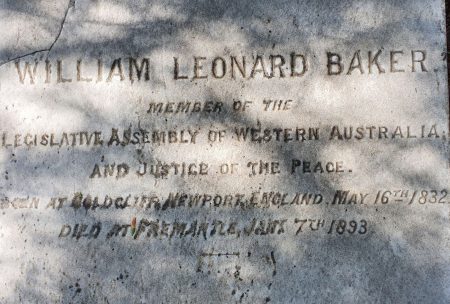 WILLIAM LEONARD BAKER.
MEMBER OF THE
LEGISLATIVE ASSEMBLY OF WESTERN AUSTRALIA,
AND JUSTICE OF THE PEACE.
BORN AT GOLDCLIFF, NEWPORT, ENGLAND, MAY 16TH 1832
DIED AT FREMANTLE, JANY 7TH 1893